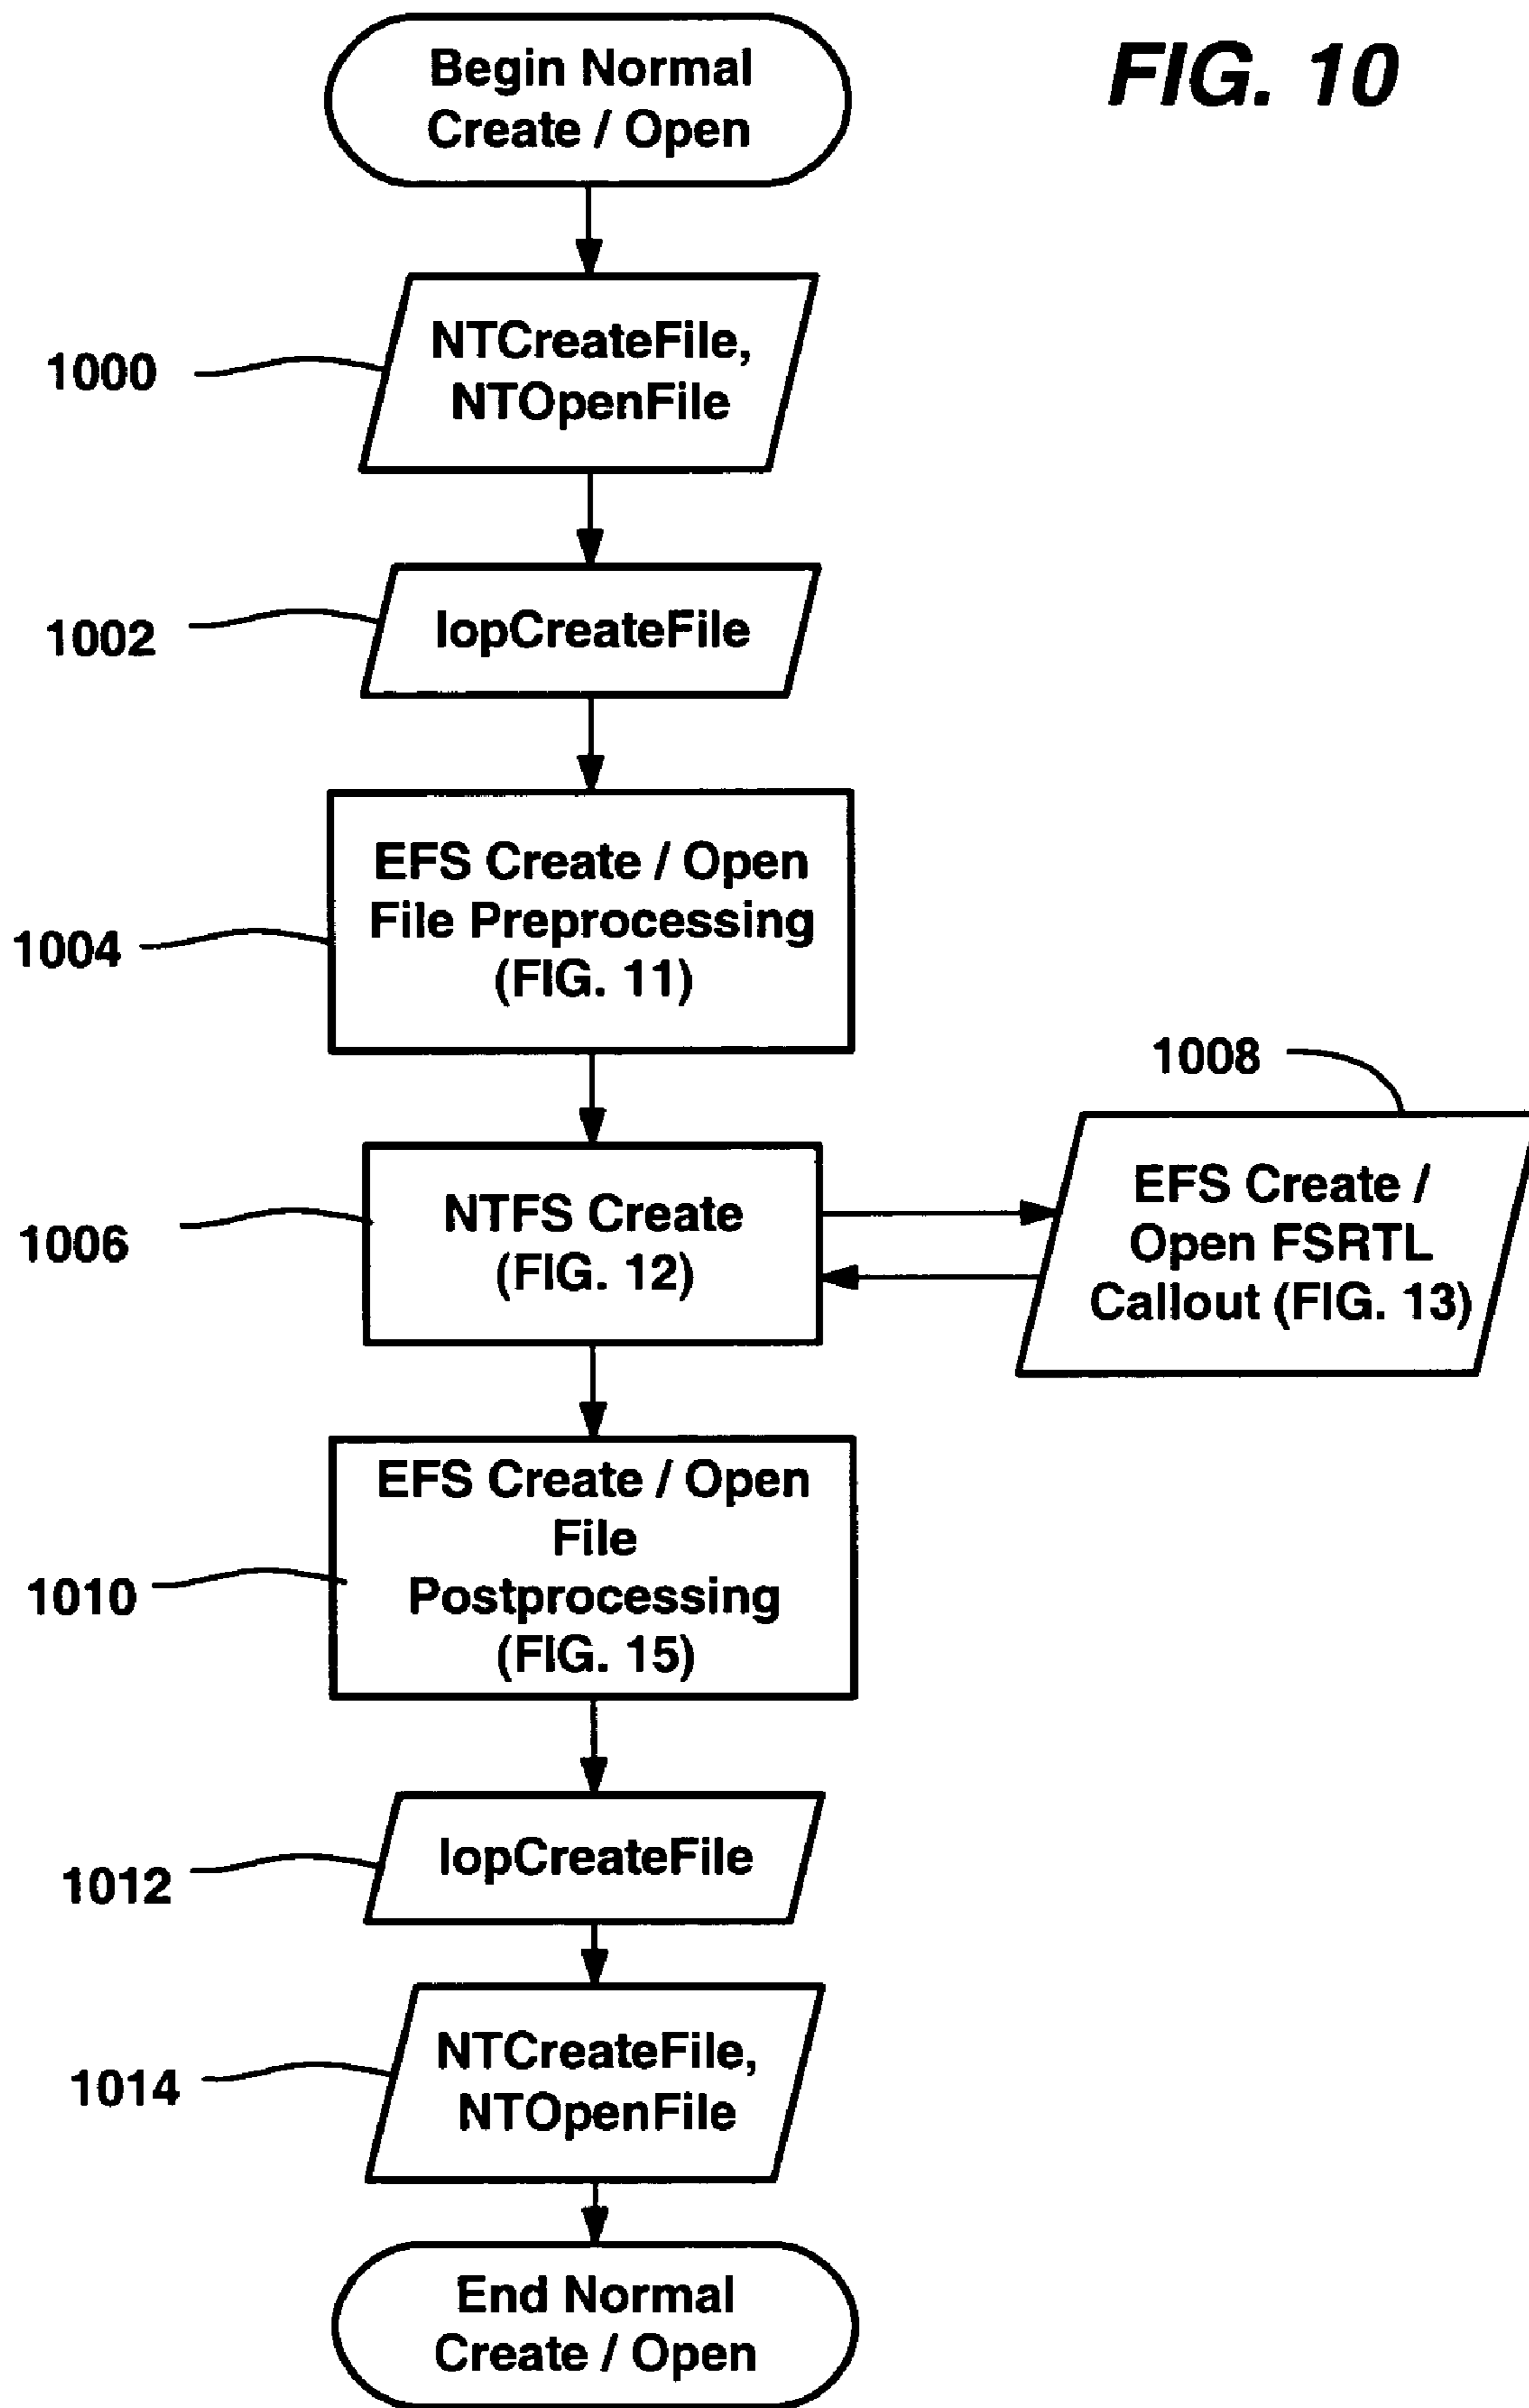 FIG. 10
Begin Normal
Create / Open
1000
NTCreateFile,
NTOpenFile
1002
IopCreateFile
1004
EFS Create / Open
File Preprocessing
(FIG. 11)
1006
NTFS Create
(FIG. 12)
1008
EFS Create /
Open FSRTL
Callout (FIG. 13)
1010
EFS Create / Open
File
Postprocessing
(FIG. 15)
1012
IopCreateFile
1014
NTCreateFile,
NTOpenFile
End Normal
Create / Open